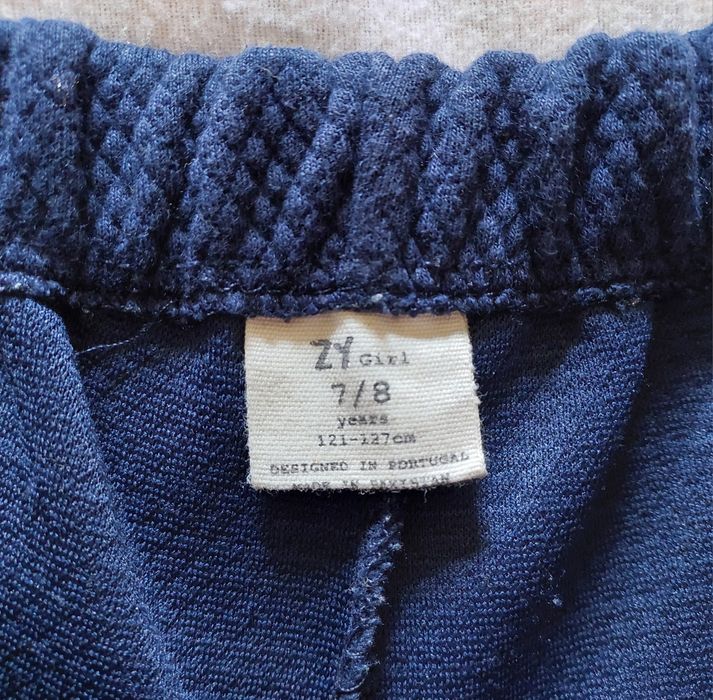 ZY Girl
7/8
years
121-127cm
DESIGNED IN PORTUGAL
MADE IN PAKISTAN